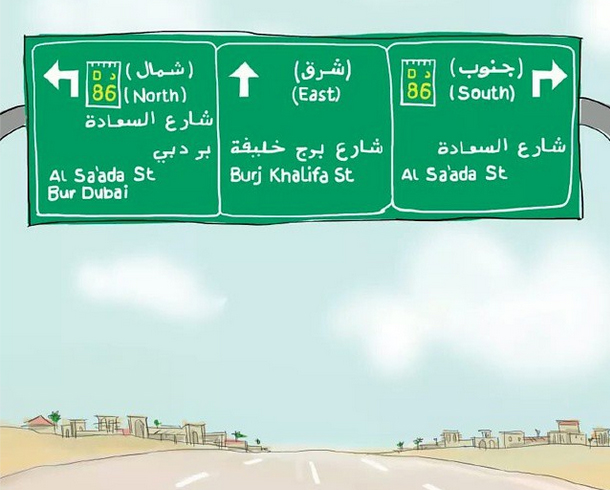 د ن
86
(شمال)
(North)
شارع السعادة
بر دبي
Al Sa'ada St
Bur Dubai
(شرق)
(East)
شارع برج خليفة
Burj Khalifa St
د ن
86
(جنوب)
(South)
شارع السعادة
Al Sa'ada St